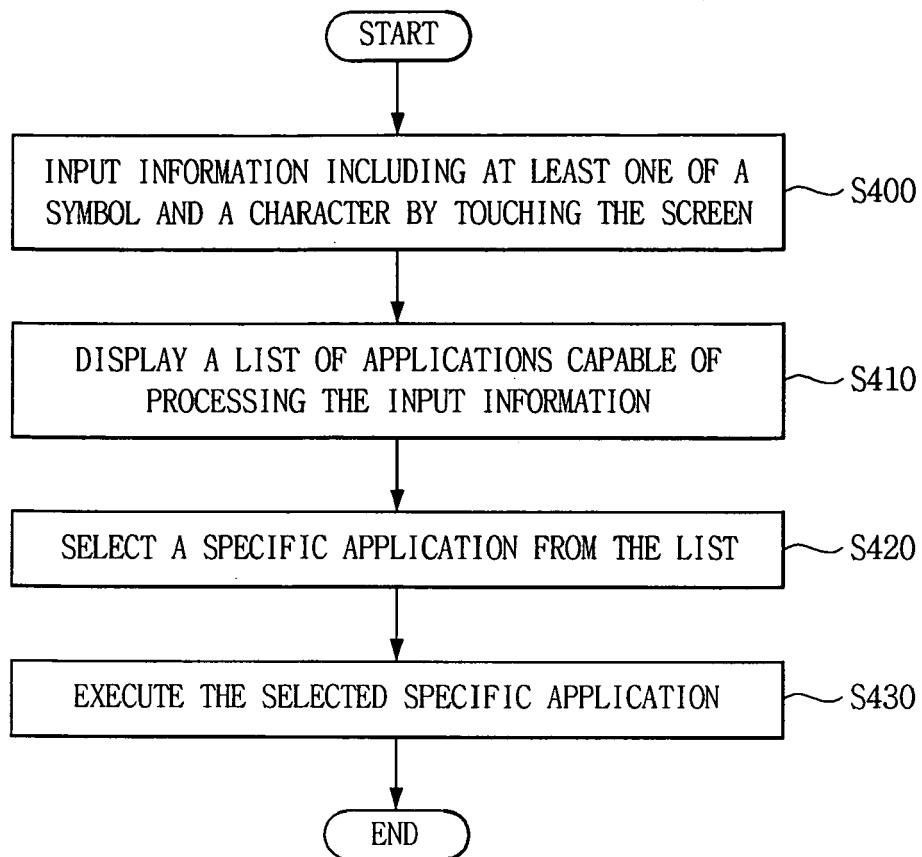 START
INPUT INFORMATION INCLUDING AT LEAST ONE OF A
SYMBOL AND A CHARACTER BY TOUCHING THE SCREEN
S400
DISPLAY A LIST OF APPLICATIONS CAPABLE OF
PROCESSING THE INPUT INFORMATION
S410
SELECT A SPECIFIC APPLICATION FROM THE LIST
S420
EXECUTE THE SELECTED SPECIFIC APPLICATION
S430
END